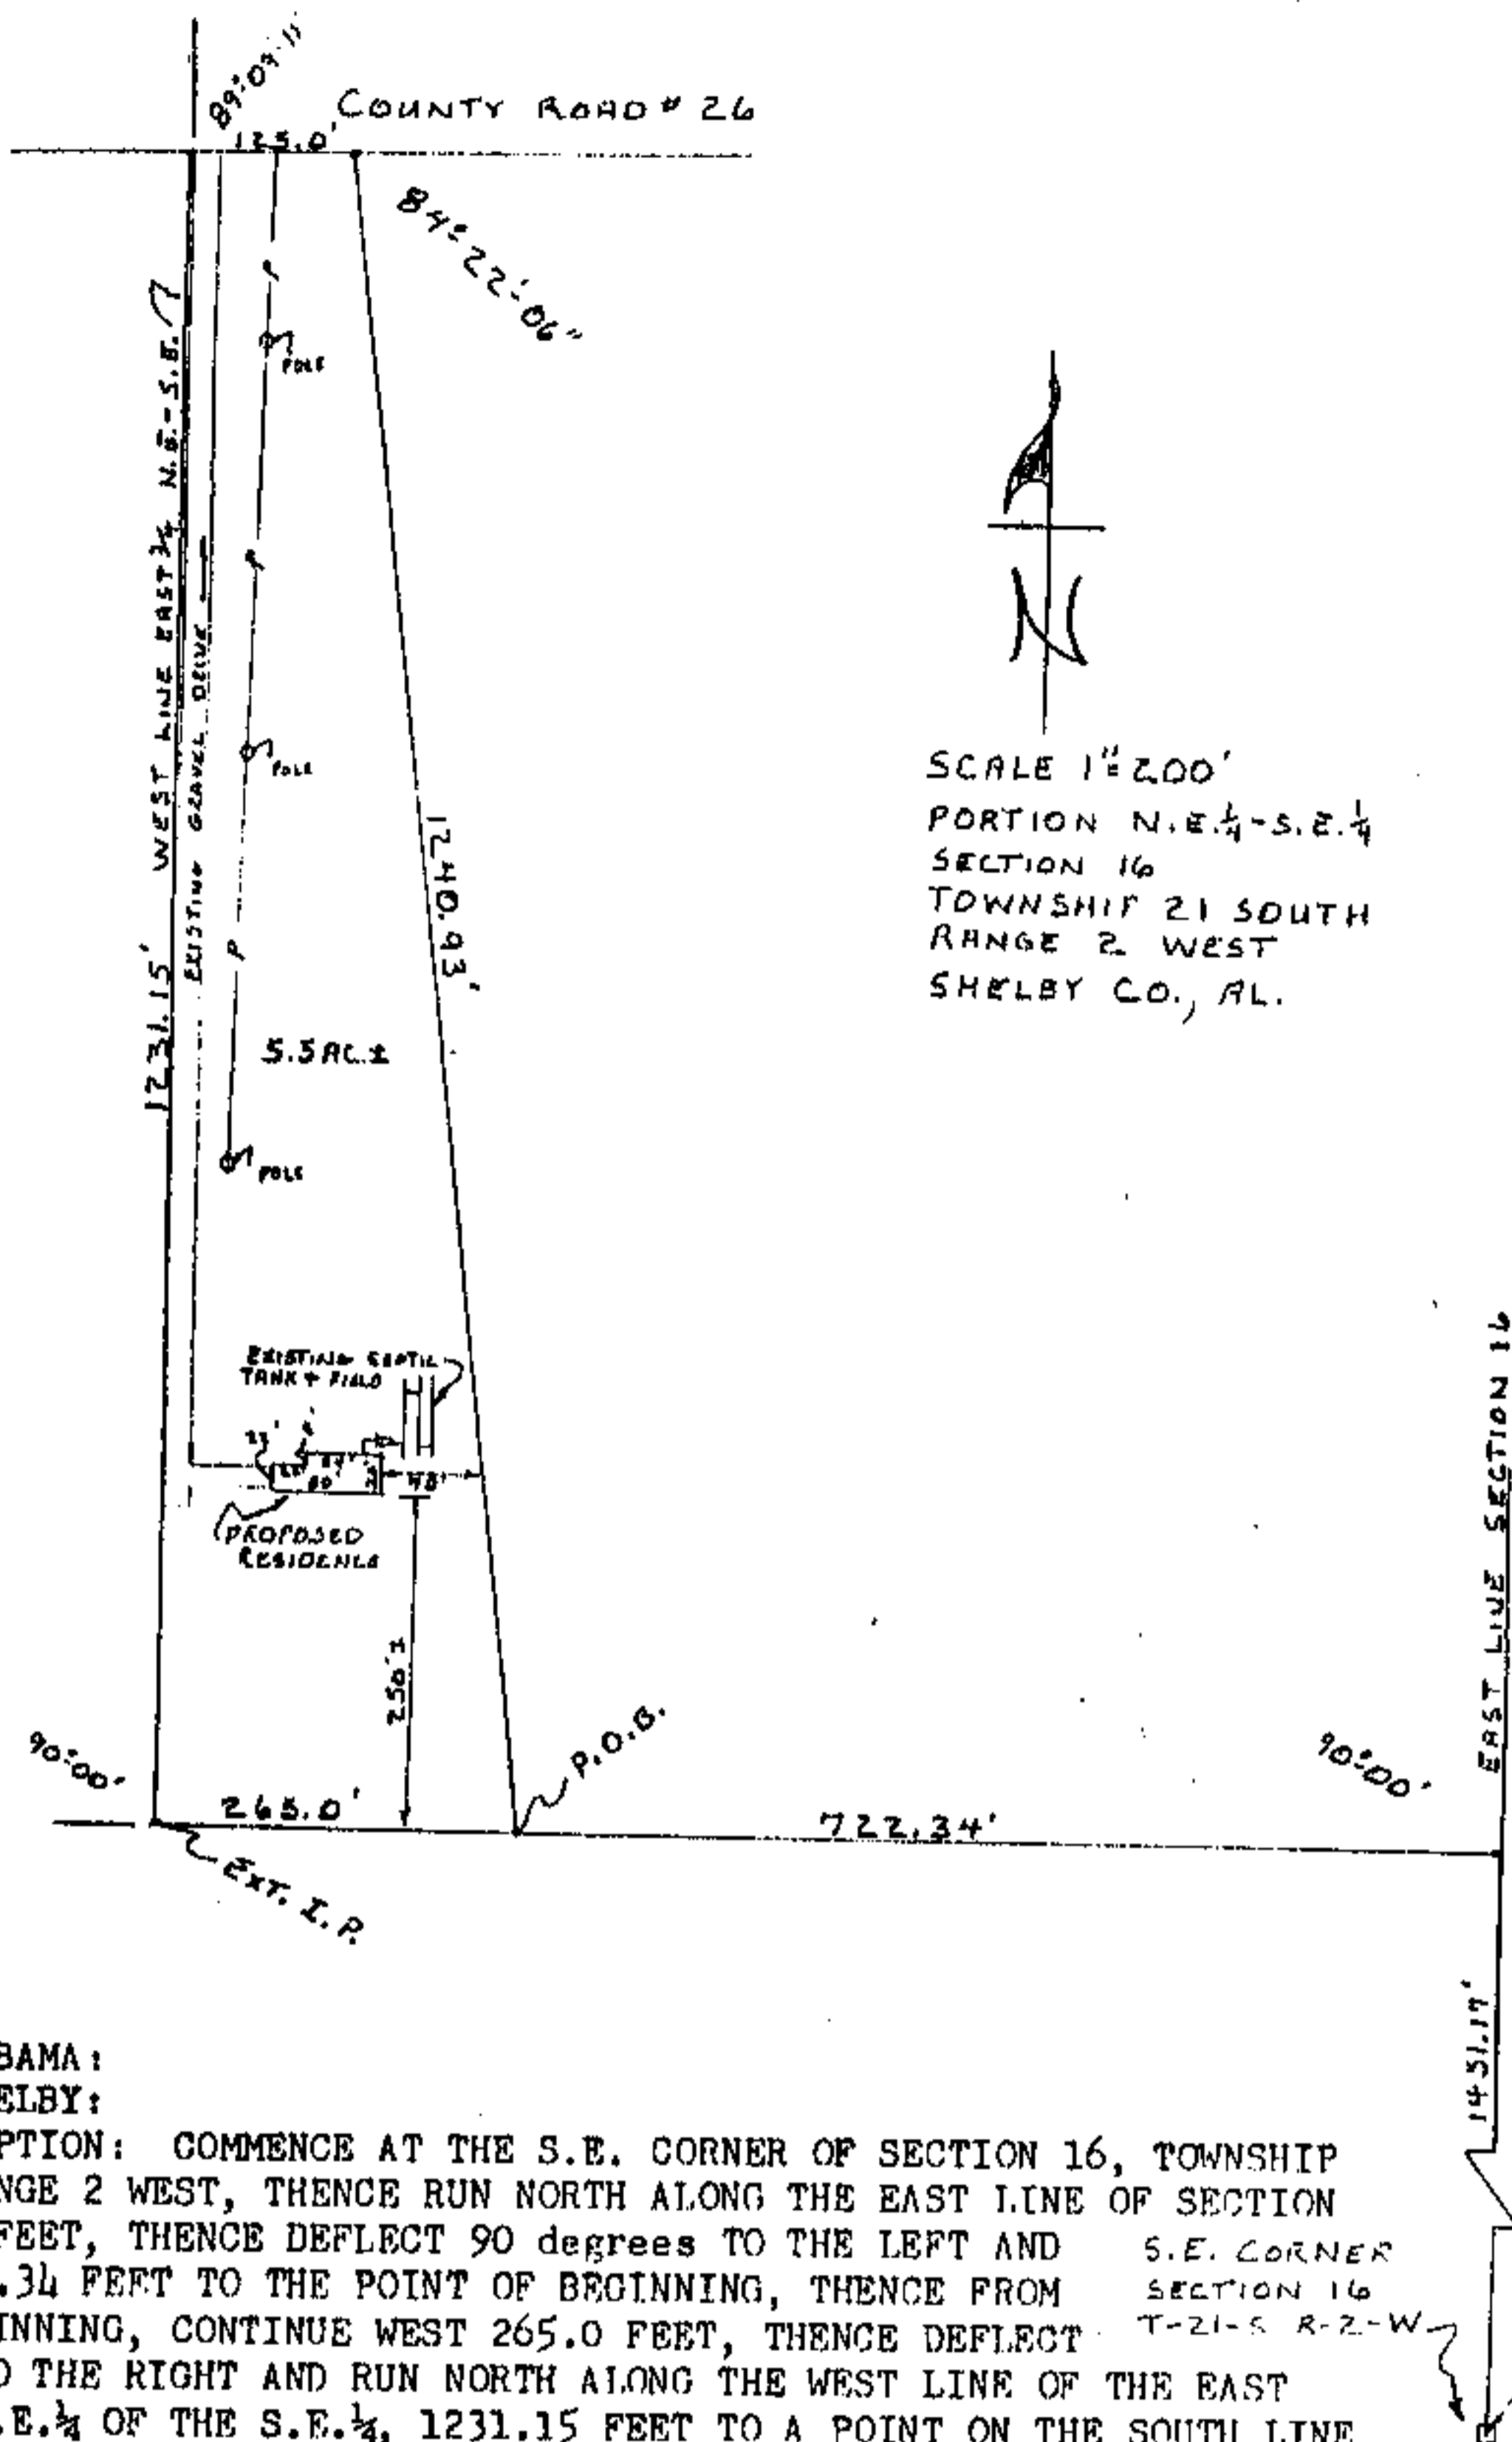 89°03'11"
COUNTY ROAD # 26
125.0'
84°22'06"
WEST LINE EAST ¾ N.E.-S.E.
1231.15'
EXISTING GRAVEL DRIVE
POLE
P
POLE
P
POLE
1240.93'
5.5 AC.±
N
SCALE 1"=200'
PORTION N.E.¼-S.E.¼
SECTION 16
TOWNSHIP 21 SOUTH
RANGE 2 WEST
SHELBY CO., AL.
EXISTING SEPTIC
TANK + FIELD
PROPOSED
RESIDENCE
250'±
P.O.B.
90°00'
265.0'
722.34'
90°00'
EXT. I.P.
EAST LINE SECTION 16
1451.17'
BAMA:
ELBY:
PTION: COMMENCE AT THE S.E. CORNER OF SECTION 16, TOWNSHIP
NGE 2 WEST, THENCE RUN NORTH ALONG THE EAST LINE OF SECTION
FEET, THENCE DEFLECT 90 degrees TO THE LEFT AND
.34 FEET TO THE POINT OF BEGINNING, THENCE FROM
INNING, CONTINUE WEST 265.0 FEET, THENCE DEFLECT
O THE RIGHT AND RUN NORTH ALONG THE WEST LINE OF THE EAST
.E.¼ OF THE S.E.¼, 1231.15 FEET TO A POINT ON THE SOUTH LINE
S.E. CORNER
SECTION 16
T-21-S R-2-W